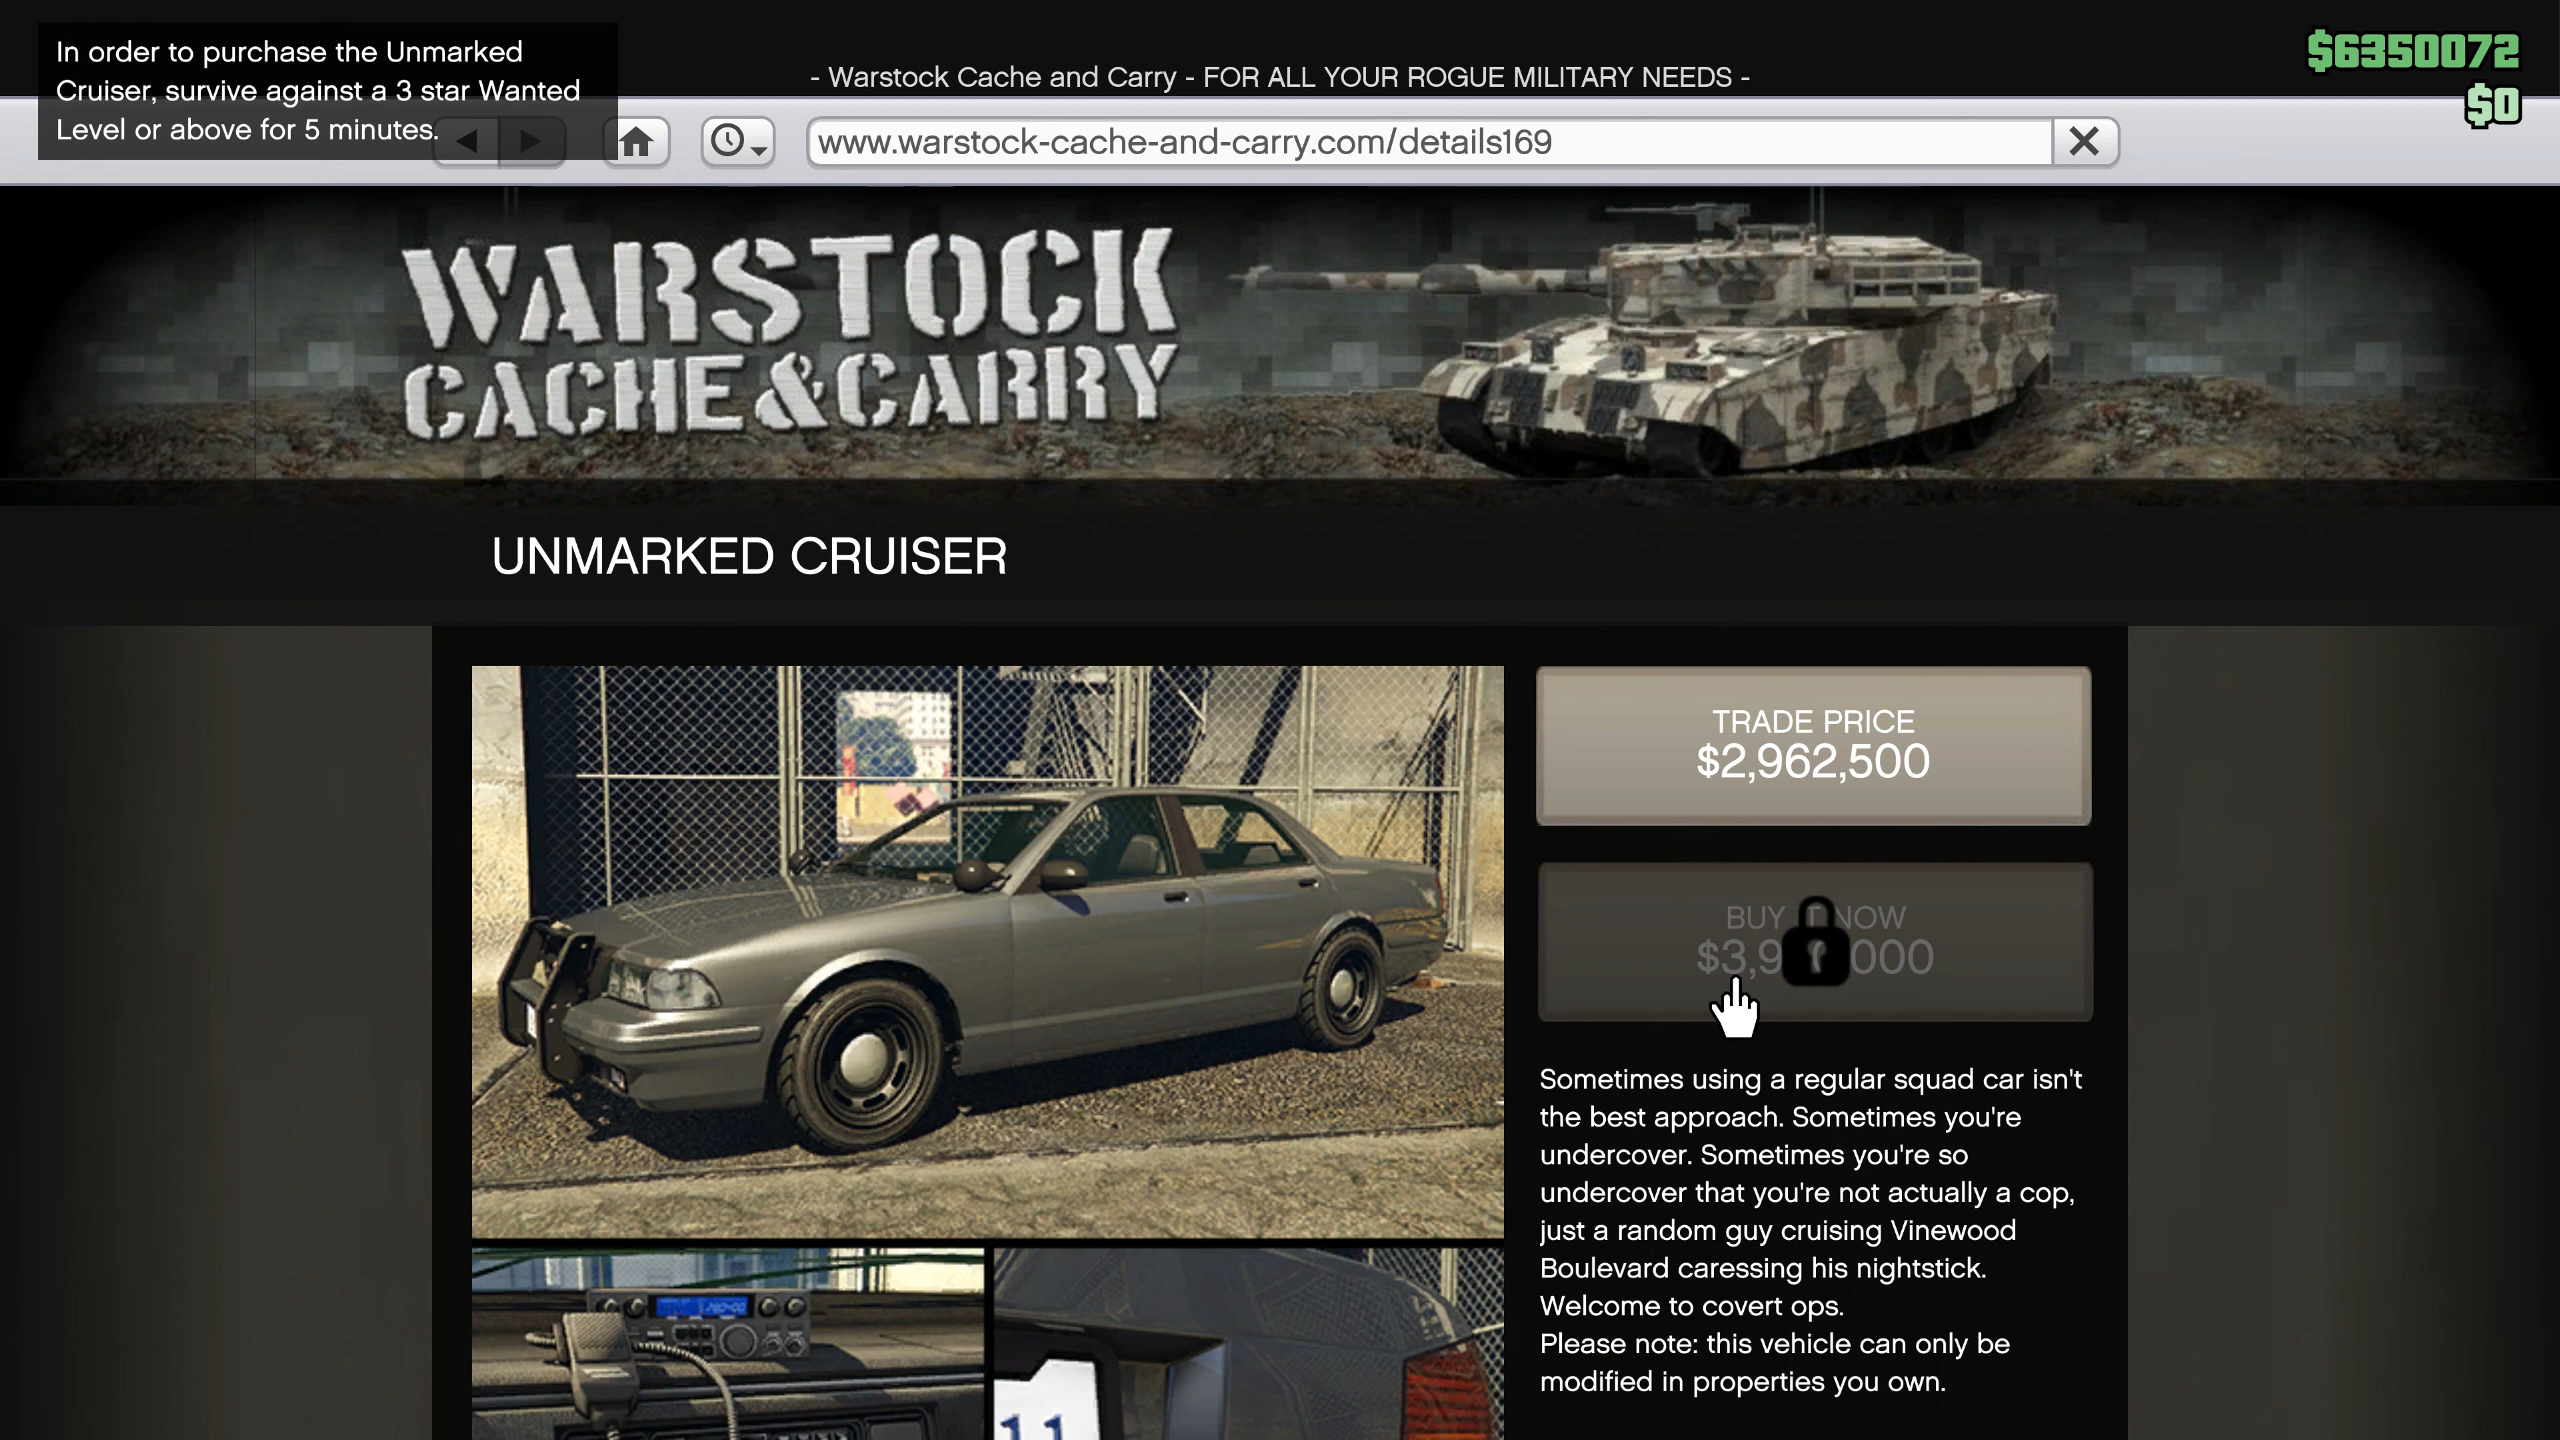 In order to purchase the Unmarked
Cruiser, survive against a 3 star Wanted
Level or above for 5 minutes.
- Warstock Cache and Carry - FOR ALL YOUR ROGUE MILITARY NEEDS -
$6350072
$0
www.warstock-cache-and-carry.com/details169
WARSTOCK
CACHE&CARRY
UNMARKED CRUISER
TRADE PRICE
$2,962,500
BUY IT NOW
Sometimes using a regular squad car isn't
the best approach. Sometimes you're
undercover. Sometimes you're so
undercover that you're not actually a cop,
just a random guy cruising Vinewood
Boulevard caressing his nightstick.
Welcome to covert ops.
Please note: this vehicle can only be
modified in properties you own.
11